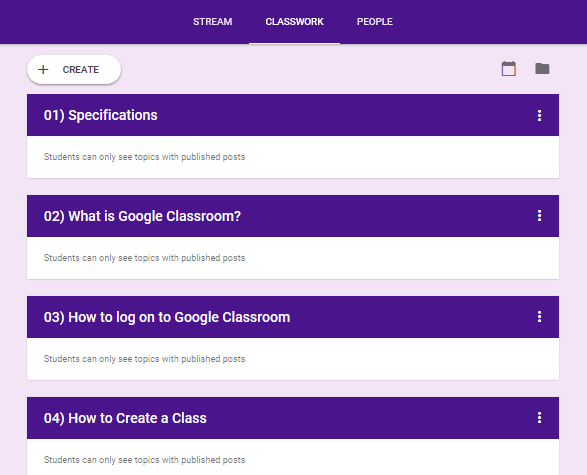 STREAM CLASSWORK PEOPLE
+ CREATE
01) Specifications
Students can only see topics with published posts
02) What is Google Classroom?
Students can only see topics with published posts
03) How to log on to Google Classroom
Students can only see topics with published posts
04) How to Create a Class
Students can only see topics with published posts